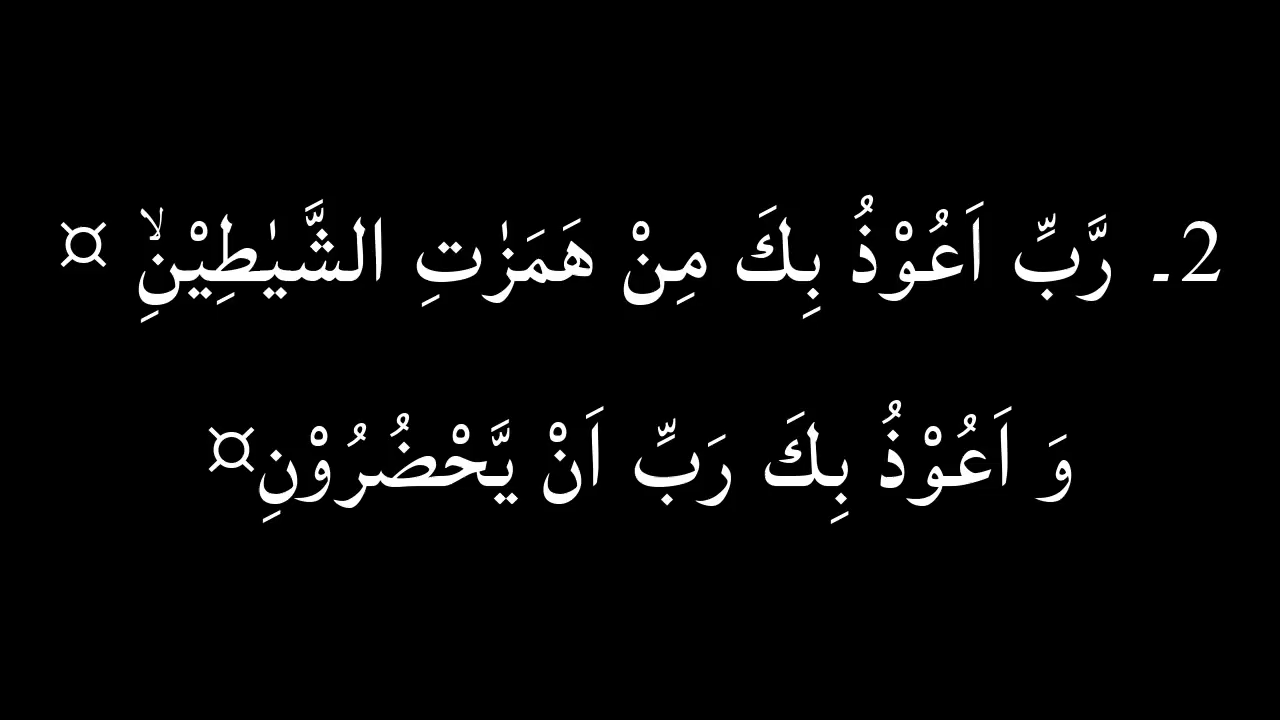 2۔ رَّبِّ اَعُوْذُ بِكَ مِنْ هَمَزٰتِ الشَّيٰطِيْنِۙ ¤
وَ اَعُوْذُ بِكَ رَبِّ اَنْ يَّحْضُرُوْنِ¤